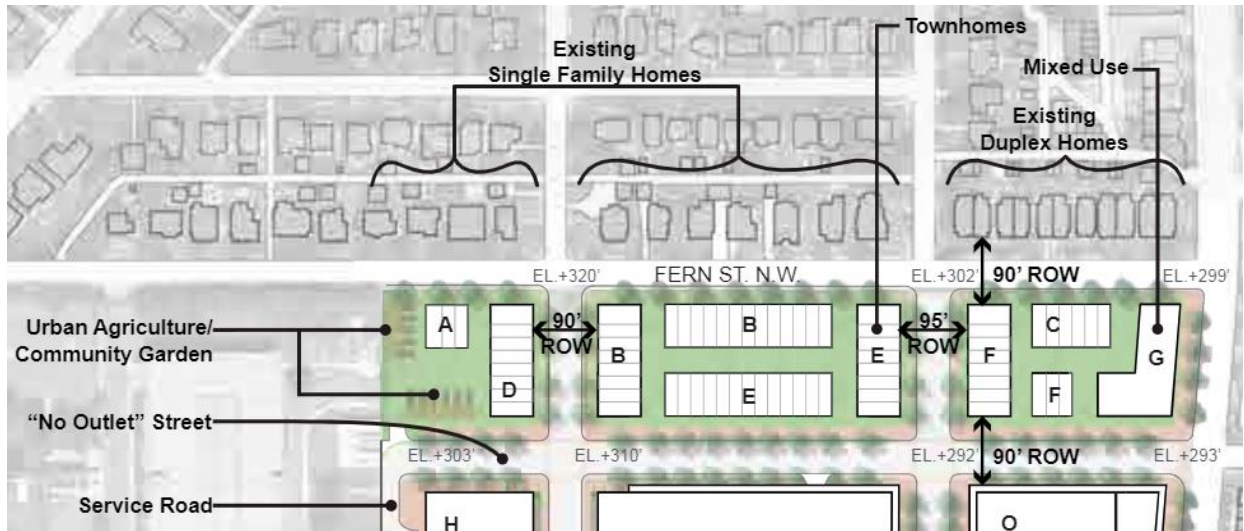 Existing
Single Family Homes
Townhomes
Mixed Use
Existing
Duplex Homes
EL.+320'
FERN ST. N.W.
EL.+302'
90' ROW
EL.+299'
Urban Agriculture/
Community Garden
A
D
90'
ROW
B
B
E
E
95'
ROW
F
C
F
G
“No Outlet” Street
EL.+303'
EL.+310'
EL.+292'
90' ROW
EL.+293'
Service Road
H
O